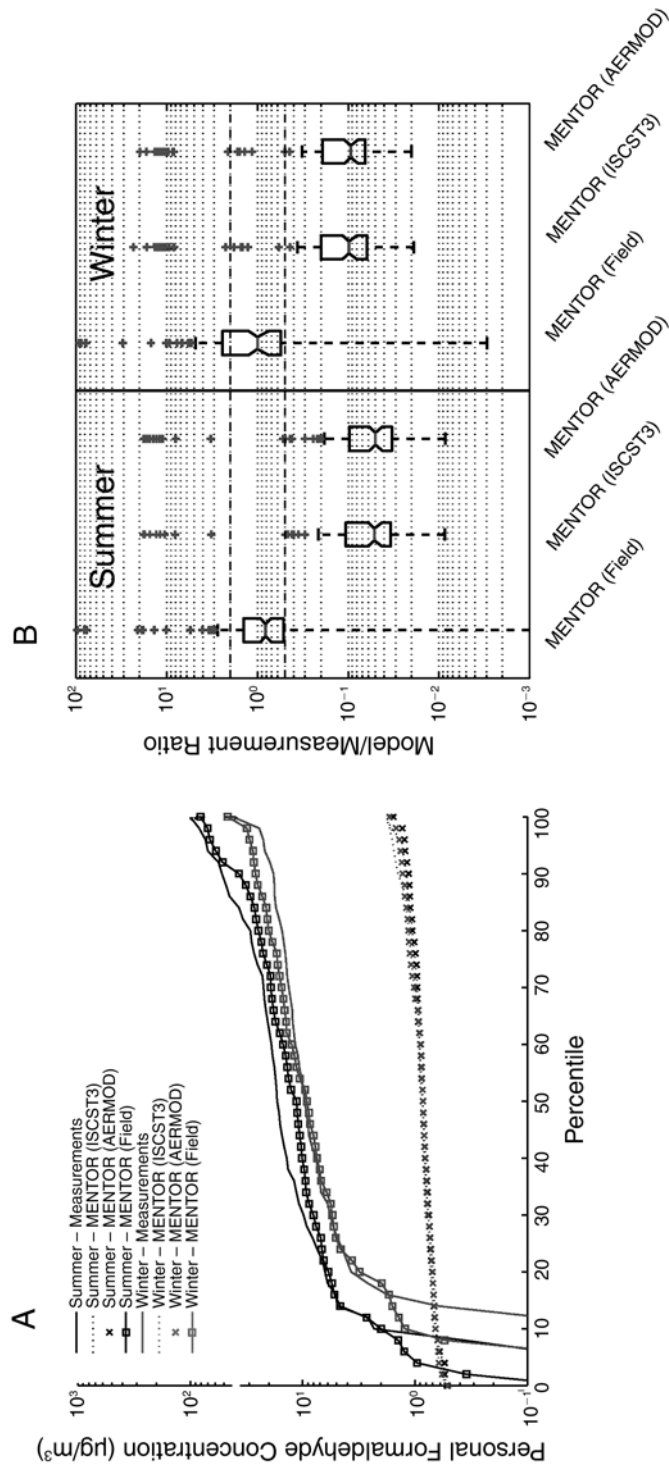 A
Summer – Measurements
Summer – MENTOR (ISCST3)
Summer – MENTOR (AERMOD)
Summer – MENTOR (Field)
Winter – Measurements
Winter – MENTOR (ISCST3)
Winter – MENTOR (AERMOD)
Winter – MENTOR (Field)
Personal Formaldehyde Concentration (µg/m³)
10³
10²
10¹
10⁰
10⁻¹
0 10 20 30 40 50 60 70 80 90 100
Percentile
B
Summer
Winter
Model/Measurement Ratio
10²
10¹
10⁰
10⁻¹
10⁻²
10⁻³
MENTOR (Field)
MENTOR (ISCST3)
MENTOR (AERMOD)
MENTOR (Field)
MENTOR (ISCST3)
MENTOR (AERMOD)